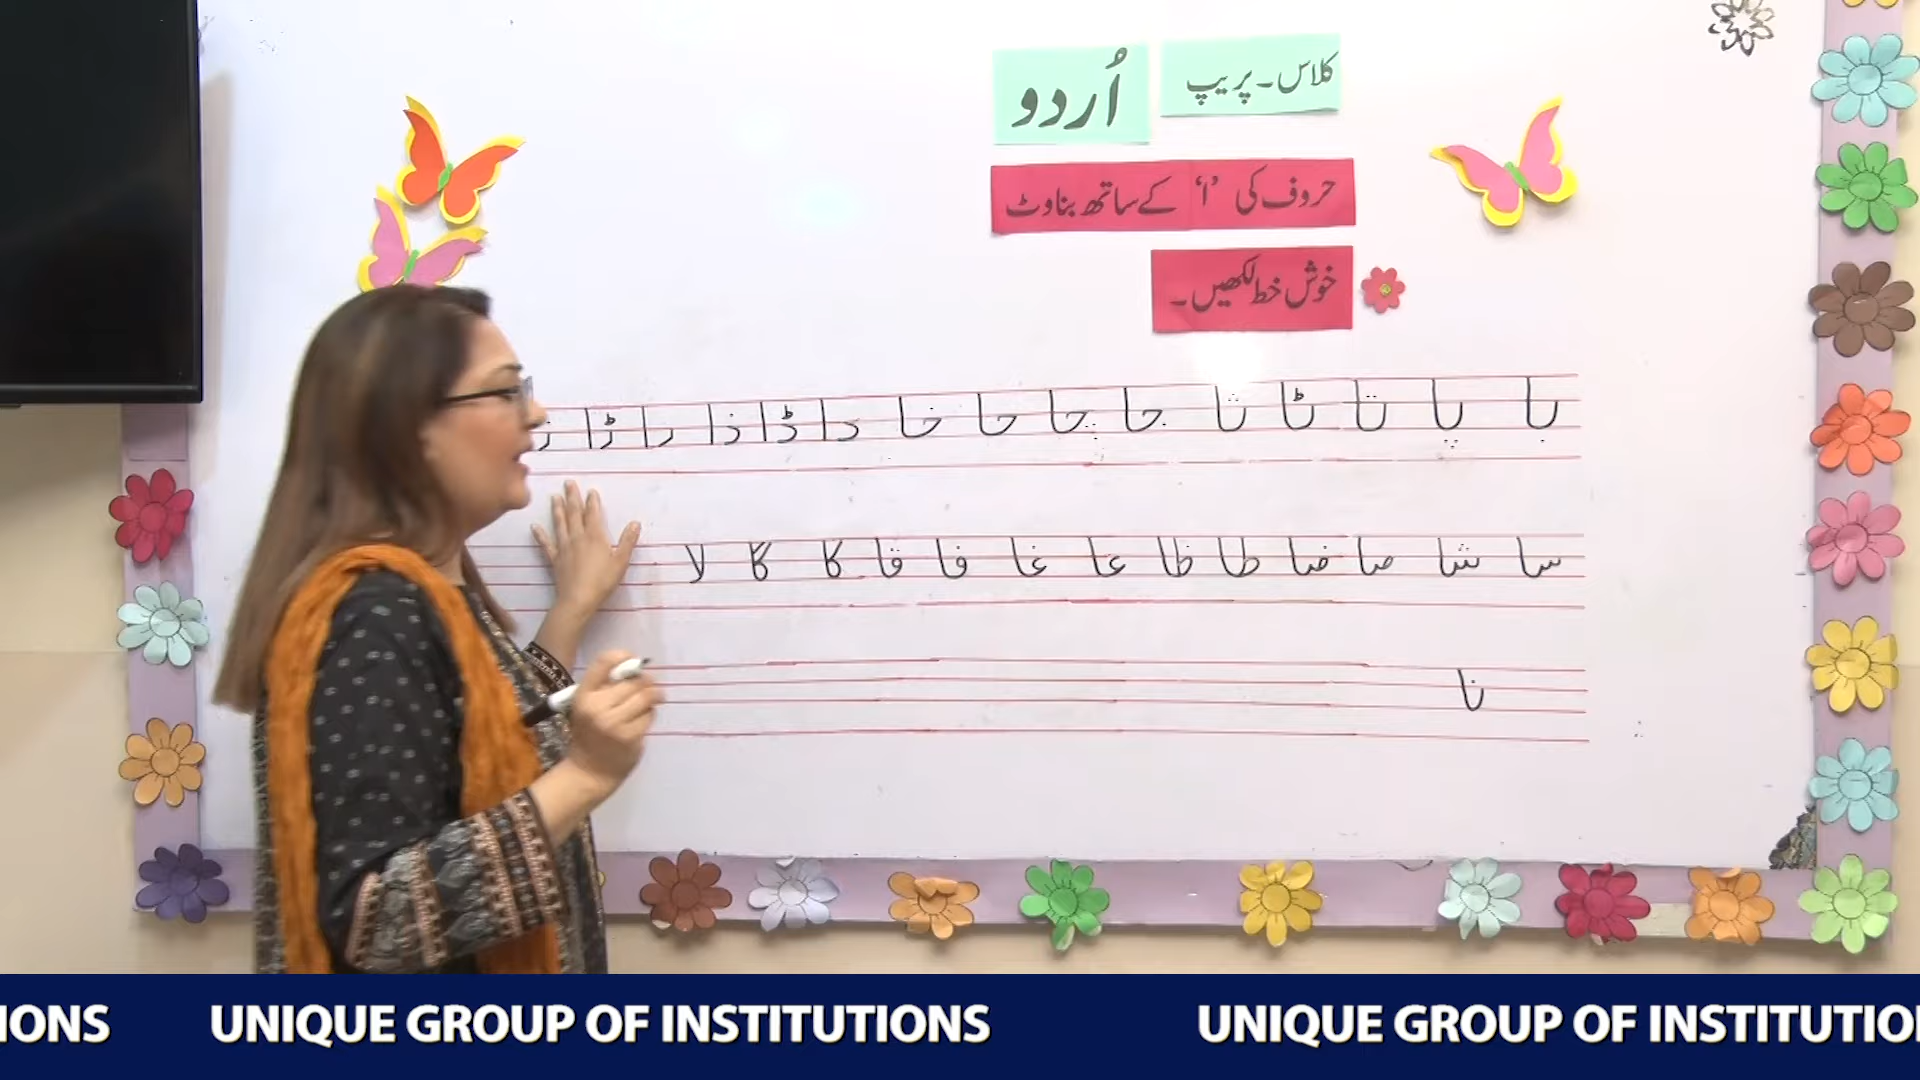 کلاس۔ پریپ
اُردو
حروف کی ’ا‘ کے ساتھ بناوٹ
خوش خط لکھیں۔
با پا تا ٹا ثا جا چا حا خا دا ڈا ذا را ڑا
سا شا صا ضا طا ظا عا غا فا قا کا گا لا
نا
UNIQUE GROUP OF INSTITUTIONS